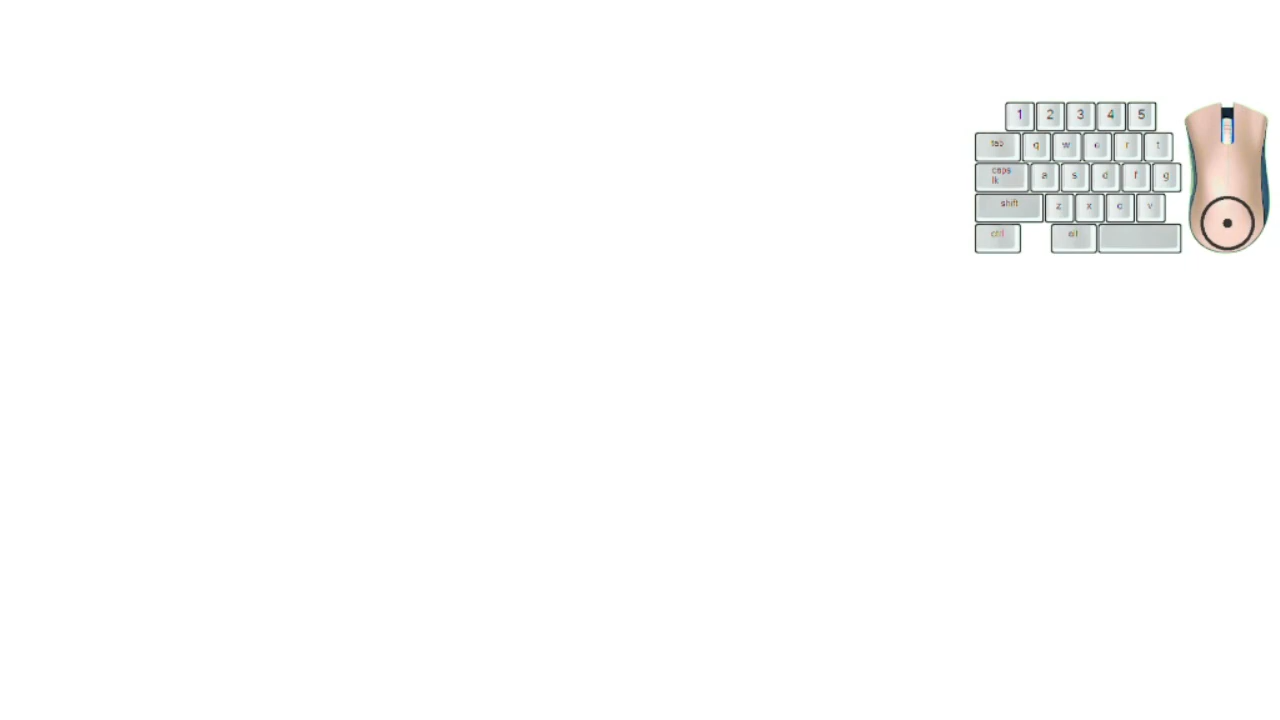 1 2 3 4 5
tab q w e r t
caps
lk a s d f g
shift z x c v
ctrl alt